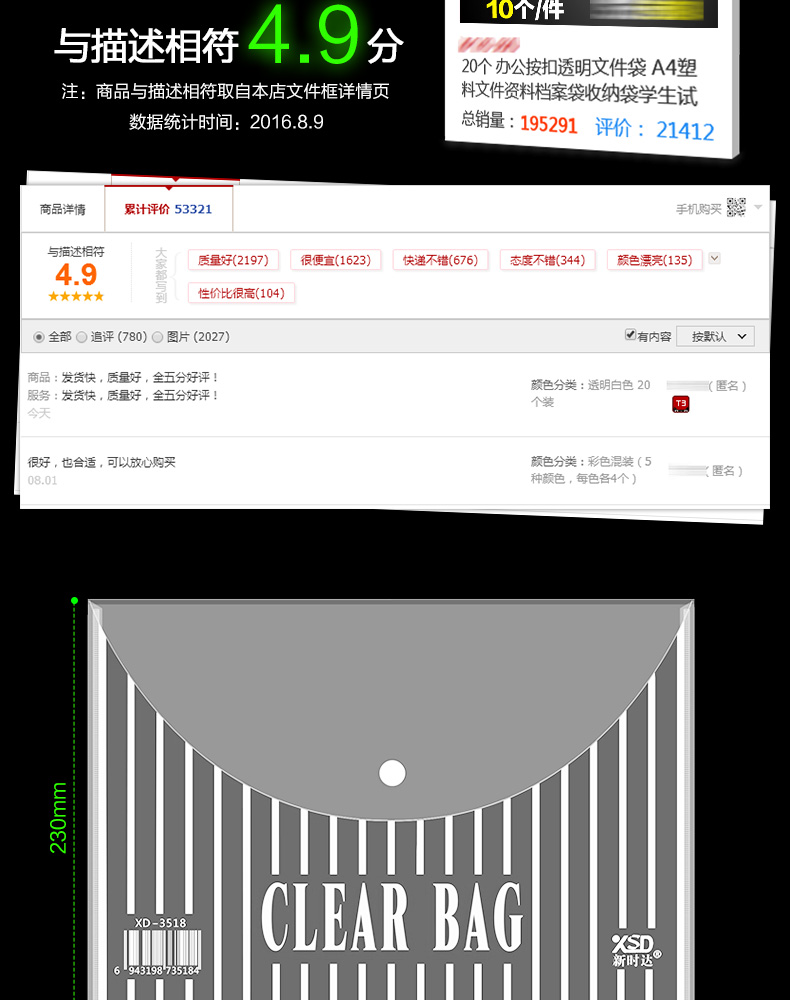 与描述相符4.9分
注：商品与描述相符取自本店文件框详情页
数据统计时间：2016.8.9
10个/件
20个 办公按扣透明文件袋 A4塑
料文件资料档案袋收纳袋学生试
总销量：195291 评价： 21412
商品详情 累计评价 53321 手机购买
与描述相符
4.9
大家都写到
质量好(2197) 很便宜(1623) 快递不错(676) 态度不错(344) 颜色漂亮(135)
性价比很高(104)
全部 追评 (780) 图片 (2027) 有内容 按默认
商品：发货快，质量好，全五分好评！
服务：发货快，质量好，全五分好评！
今天
颜色分类：透明白色 20
个装
(匿名)
T3
很好，也合适，可以放心购买
08.01
颜色分类：彩色混装（5
种颜色，每色各4个）
(匿名)
230mm
CLEAR BAG
XD-3518
6 943198 735184
XSD®
新时达